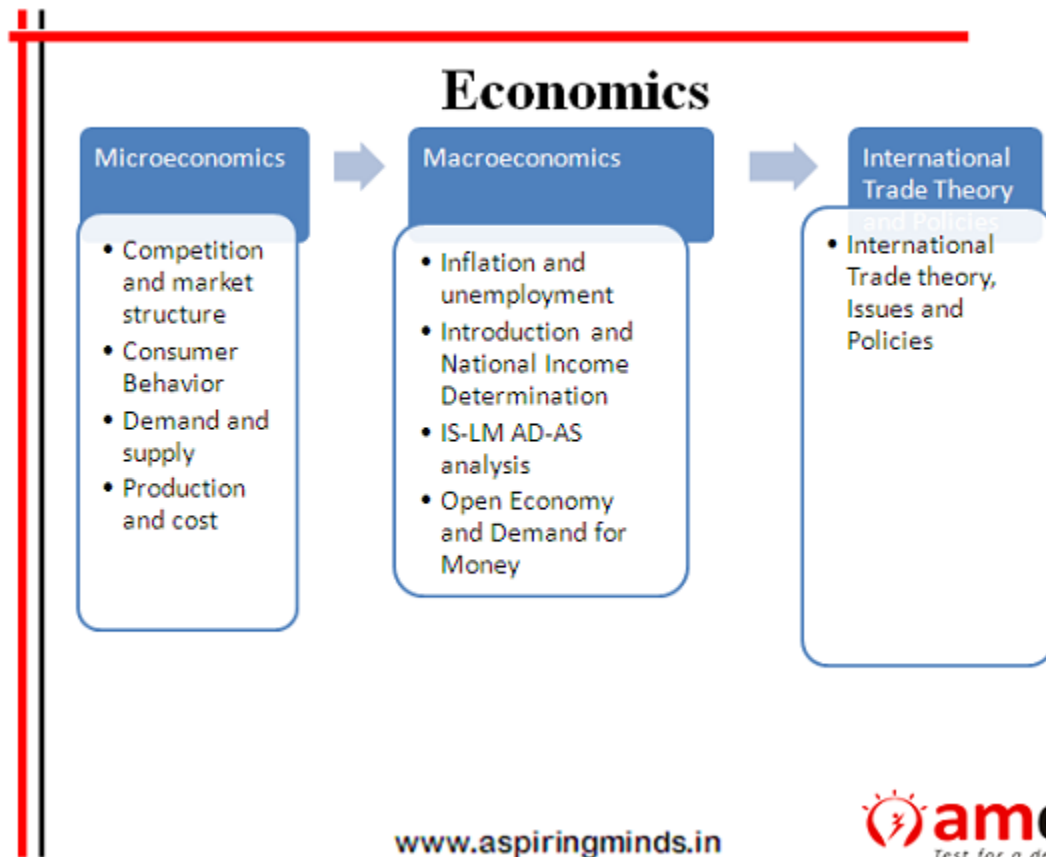 Economics
Microeconomics
• Competition
and market
structure
• Consumer
Behavior
• Demand and
supply
• Production
and cost
Macroeconomics
• Inflation and
unemployment
• Introduction and
National Income
Determination
• IS-LM AD-AS
analysis
• Open Economy
and Demand for
Money
International
Trade Theory
and Policies
• International
Trade theory,
Issues and
Policies
www.aspiringminds.in
Test for a